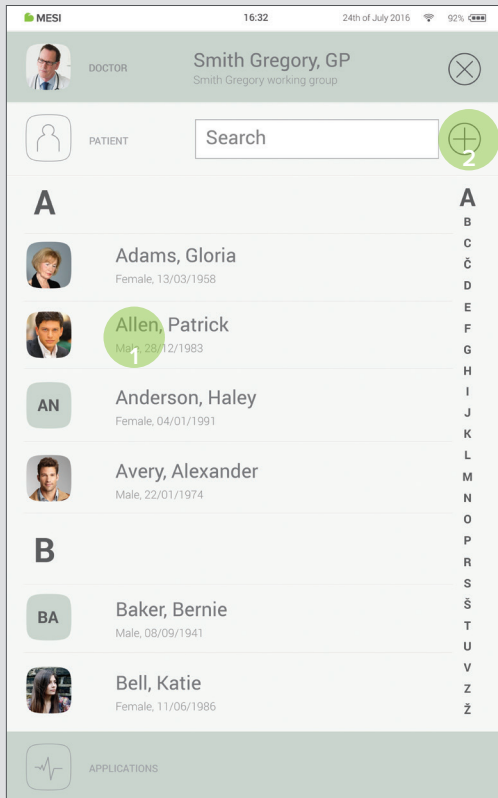 MESI 16:32 24th of July 2016 92%
DOCTOR
Smith Gregory, GP
Smith Gregory working group
PATIENT
Search
2
A
Adams, Gloria
Female, 13/03/1958
Allen, Patrick
Male, 28/12/1983
1
AN
Anderson, Haley
Female, 04/01/1991
Avery, Alexander
Male, 22/01/1974
B
BA
Baker, Bernie
Male, 08/09/1941
Bell, Katie
Female, 11/06/1986
A
B
C
Č
D
E
F
G
H
I
J
K
L
M
N
O
P
R
S
Š
T
U
V
Z
Ž
APPLICATIONS